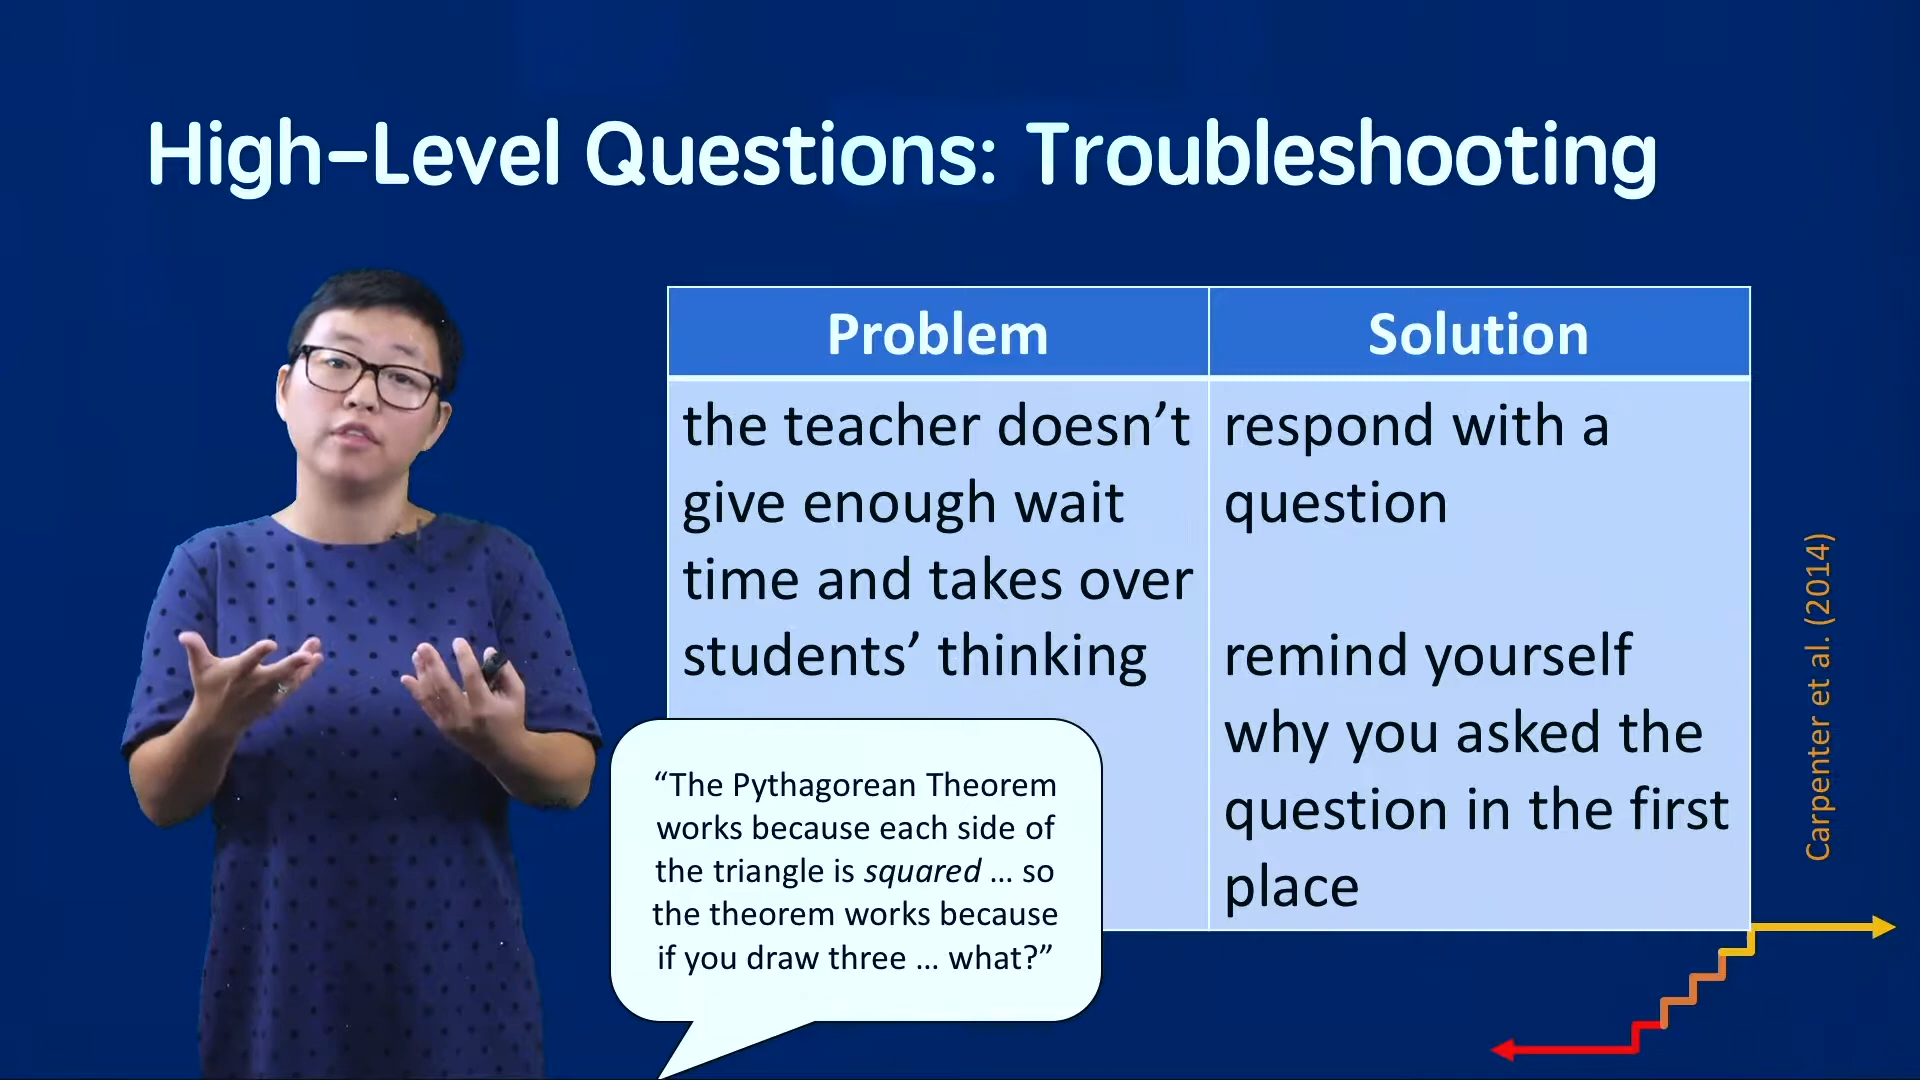 High-Level Questions: Troubleshooting
Problem
Solution
the teacher doesn’t
give enough wait
time and takes over
students’ thinking
respond with a
question
remind yourself
why you asked the
question in the first
place
“The Pythagorean Theorem
works because each side of
the triangle is squared ... so
the theorem works because
if you draw three ... what?”
Carpenter et al. (2014)